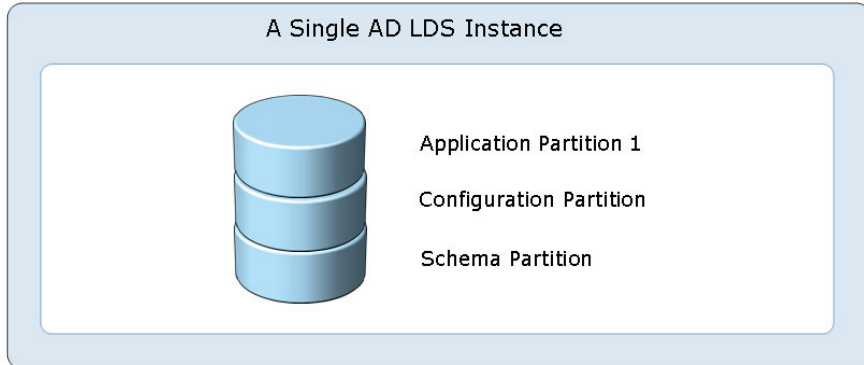 A Single AD LDS Instance
Application Partition 1
Configuration Partition
Schema Partition